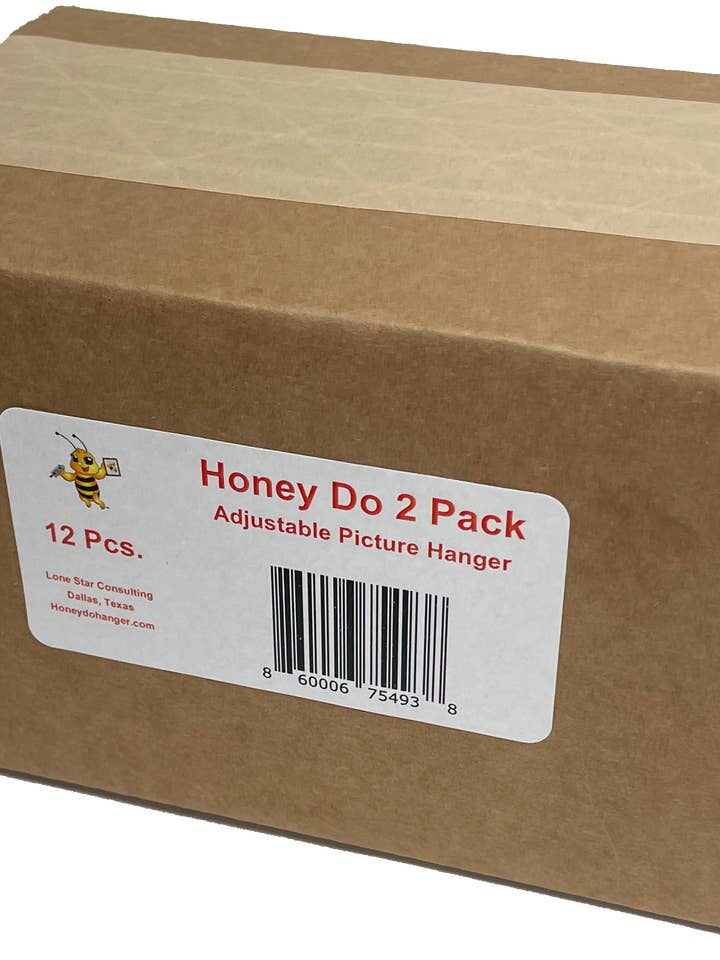 Honey Do 2 Pack
Adjustable Picture Hanger
12 Pcs.
Lone Star Consulting
Dallas, Texas
Honeydohanger.com
8 60006 75493 8